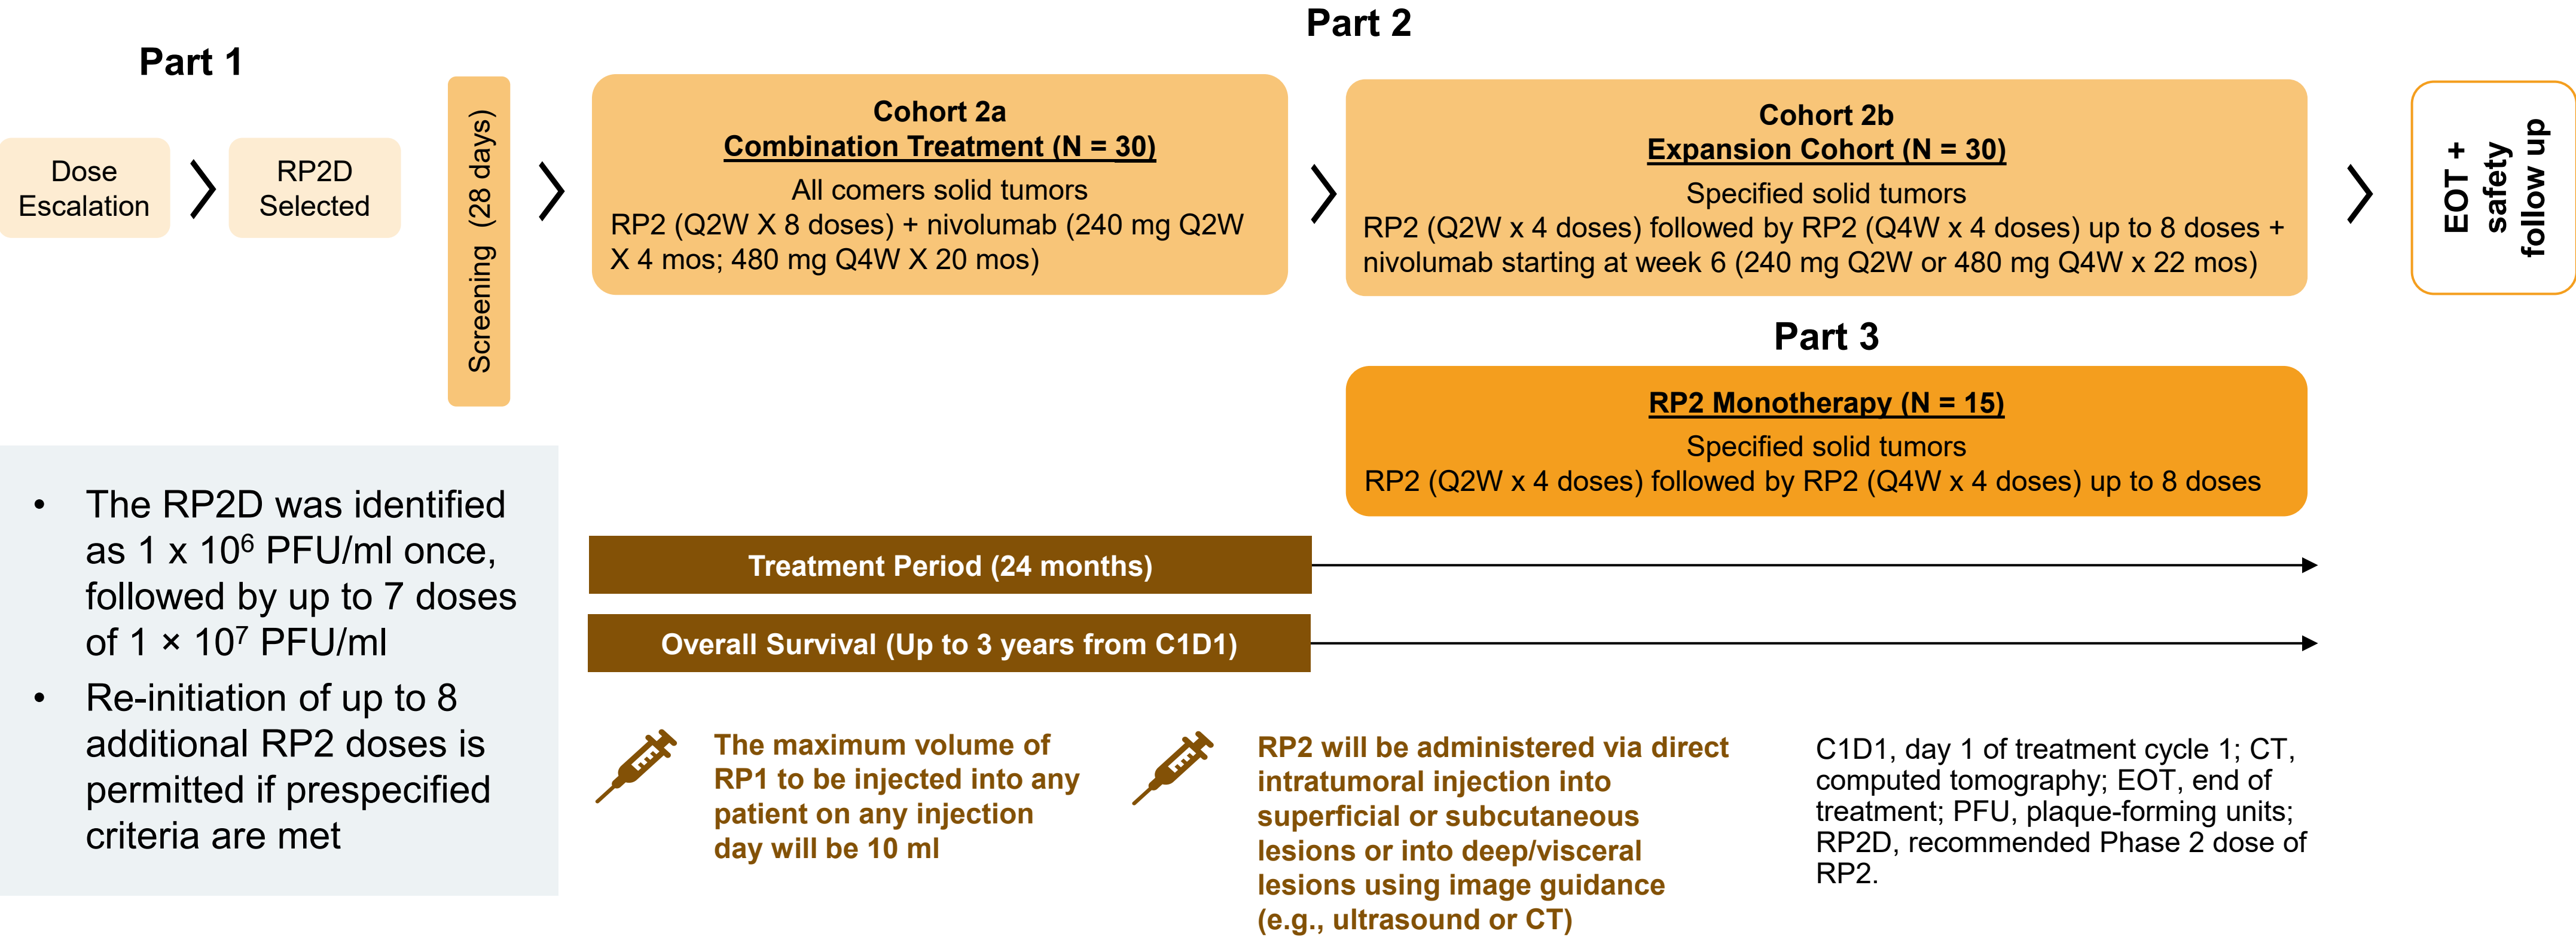 Part 1
Dose
Escalation
RP2D
Selected
Screening (28 days)
Part 2
Cohort 2a
Combination Treatment (N = 30)
All comers solid tumors
RP2 (Q2W X 8 doses) + nivolumab (240 mg Q2W
X 4 mos; 480 mg Q4W X 20 mos)
Cohort 2b
Expansion Cohort (N = 30)
Specified solid tumors
RP2 (Q2W x 4 doses) followed by RP2 (Q4W x 4 doses) up to 8 doses +
nivolumab starting at week 6 (240 mg Q2W or 480 mg Q4W x 22 mos)
EOT +
safety
follow up
Part 3
RP2 Monotherapy (N = 15)
Specified solid tumors
RP2 (Q2W x 4 doses) followed by RP2 (Q4W x 4 doses) up to 8 doses
• The RP2D was identified
as 1 x 10⁶ PFU/ml once,
followed by up to 7 doses
of 1 × 10⁷ PFU/ml
• Re-initiation of up to 8
additional RP2 doses is
permitted if prespecified
criteria are met
Treatment Period (24 months)
Overall Survival (Up to 3 years from C1D1)
The maximum volume of
RP1 to be injected into any
patient on any injection
day will be 10 ml
RP2 will be administered via direct
intratumoral injection into
superficial or subcutaneous
lesions or into deep/visceral
lesions using image guidance
(e.g., ultrasound or CT)
C1D1, day 1 of treatment cycle 1; CT,
computed tomography; EOT, end of
treatment; PFU, plaque-forming units;
RP2D, recommended Phase 2 dose of
RP2.